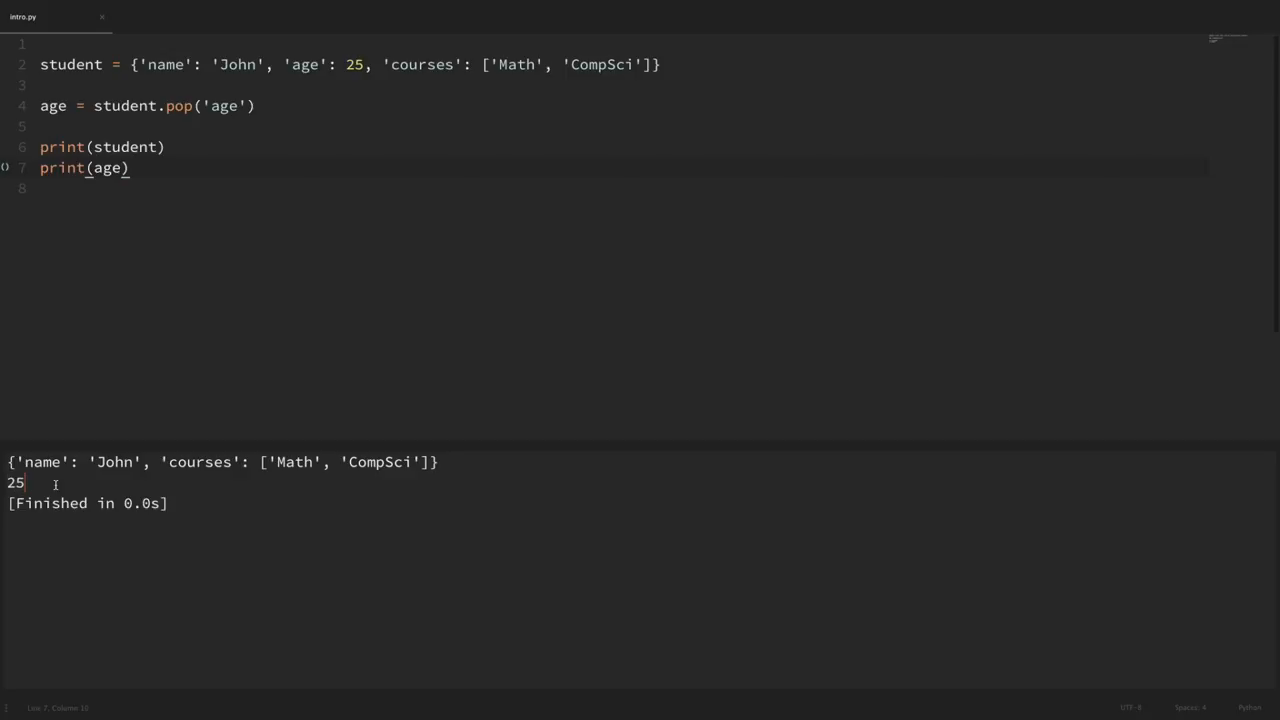 intro.py ×
1
2 student = {'name': 'John', 'age': 25, 'courses': ['Math', 'CompSci']}
3
4 age = student.pop('age')
5
6 print(student)
() 7 print(age)
8
{'name': 'John', 'courses': ['Math', 'CompSci']}
25
[Finished in 0.0s]
Line 7, Column 10 UTF-8 Spaces: 4 Python